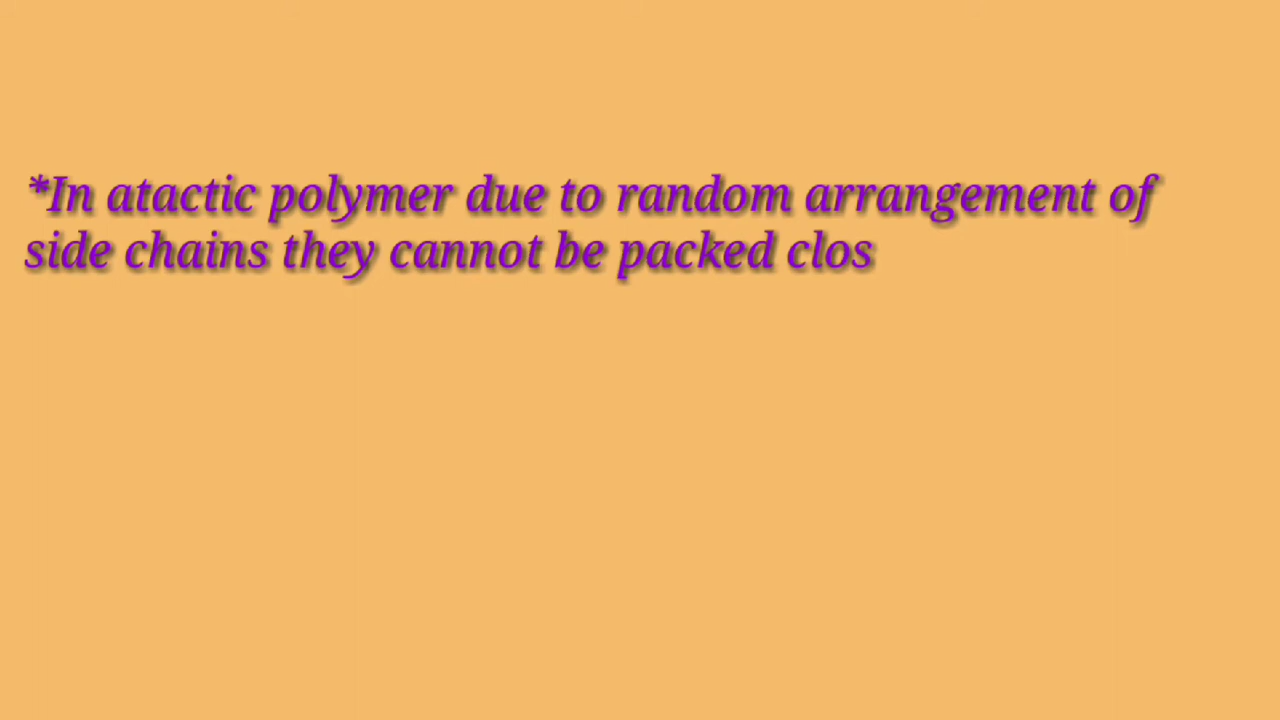 *In atactic polymer due to random arrangement of
side chains they cannot be packed clos